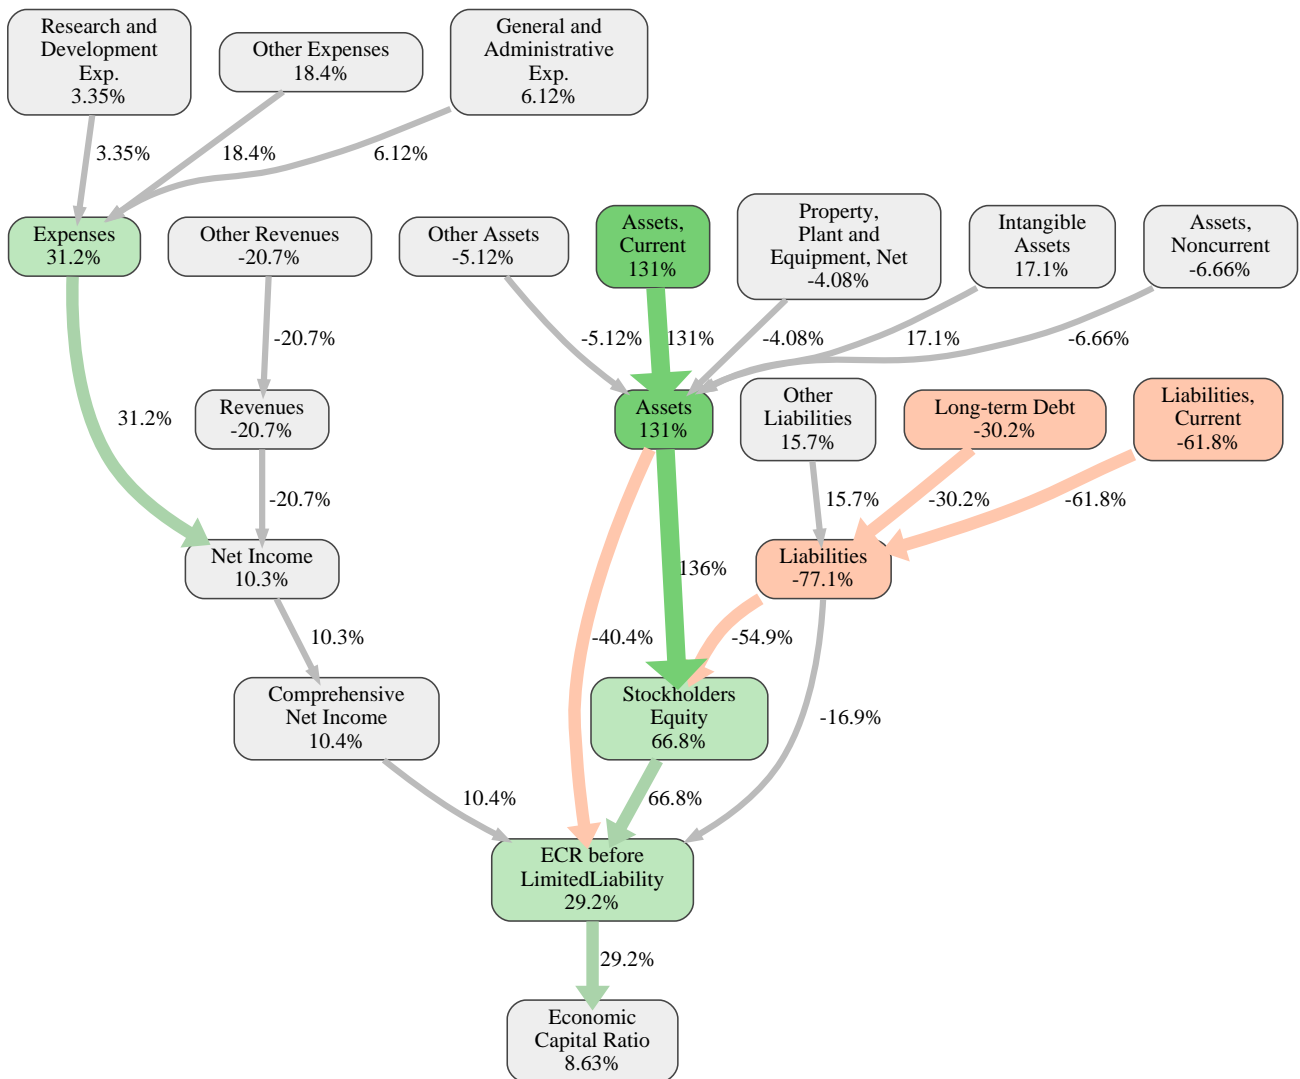 Research and
Development
Exp.
3.35%
Other Expenses
18.4%
General and
Administrative
Exp.
6.12%
3.35%
18.4%
6.12%
Expenses
31.2%
Other Revenues
-20.7%
Other Assets
-5.12%
Assets,
Current
131%
Property,
Plant and
Equipment, Net
-4.08%
Intangible
Assets
17.1%
Assets,
Noncurrent
-6.66%
-20.7%
-5.12%
131%
-4.08%
17.1%
-6.66%
31.2%
Revenues
-20.7%
Assets
131%
Other
Liabilities
15.7%
Long-term Debt
-30.2%
Liabilities,
Current
-61.8%
-20.7%
15.7%
-30.2%
-61.8%
Net Income
10.3%
136%
Liabilities
-77.1%
10.3%
-40.4%
-54.9%
Comprehensive
Net Income
10.4%
Stockholders
Equity
66.8%
-16.9%
10.4%
66.8%
ECR before
LimitedLiability
29.2%
29.2%
Economic
Capital Ratio
8.63%